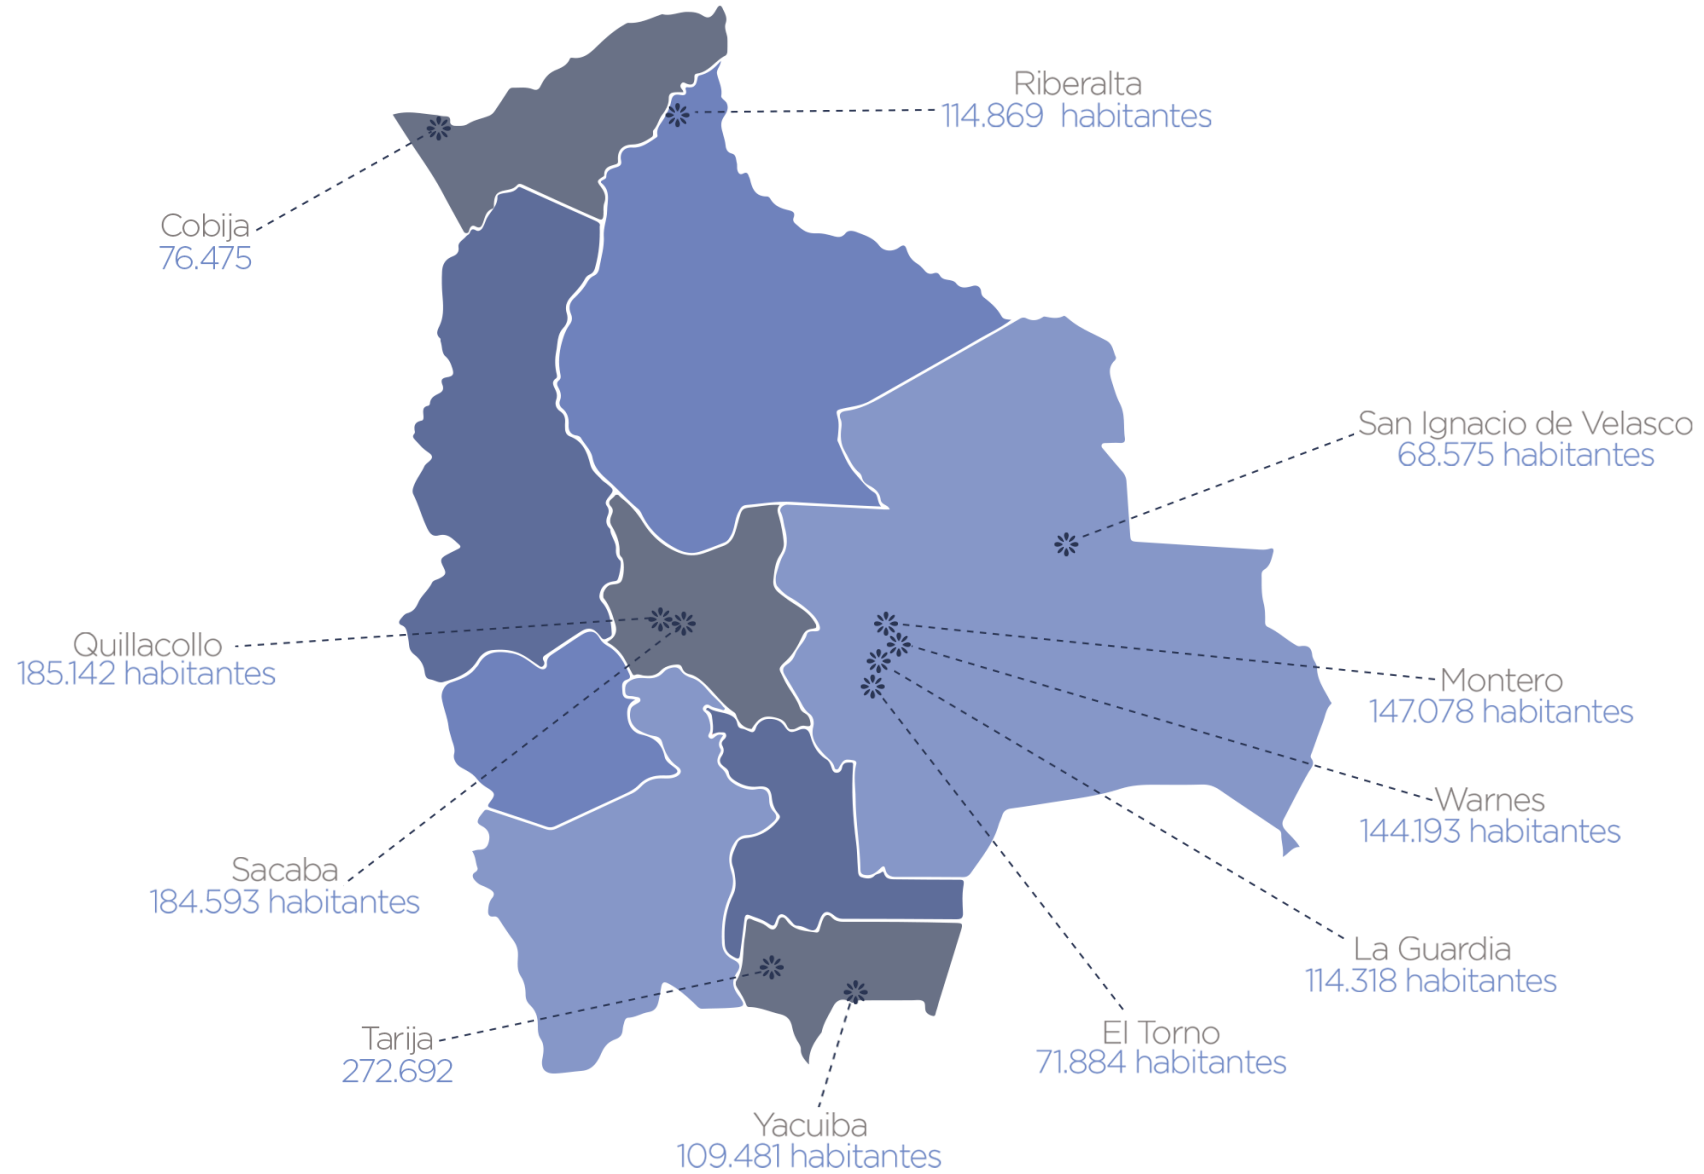 Riberalta
114.869 habitantes
Cobija
76.475
San Ignacio de Velasco
68.575 habitantes
Quillacollo
185.142 habitantes
Montero
147.078 habitantes
Warnes
144.193 habitantes
Sacaba
184.593 habitantes
La Guardia
114.318 habitantes
El Torno
71.884 habitantes
Tarija
272.692
Yacuiba
109.481 habitantes